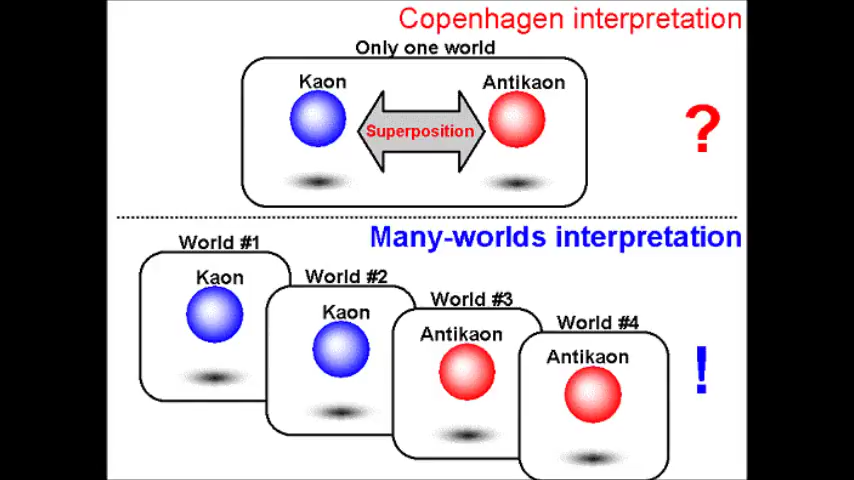 Copenhagen interpretation
Only one world
Kaon
Antikaon
Superposition
?
Many-worlds interpretation
World #1
Kaon
World #2
Kaon
World #3
Antikaon
World #4
Antikaon
!